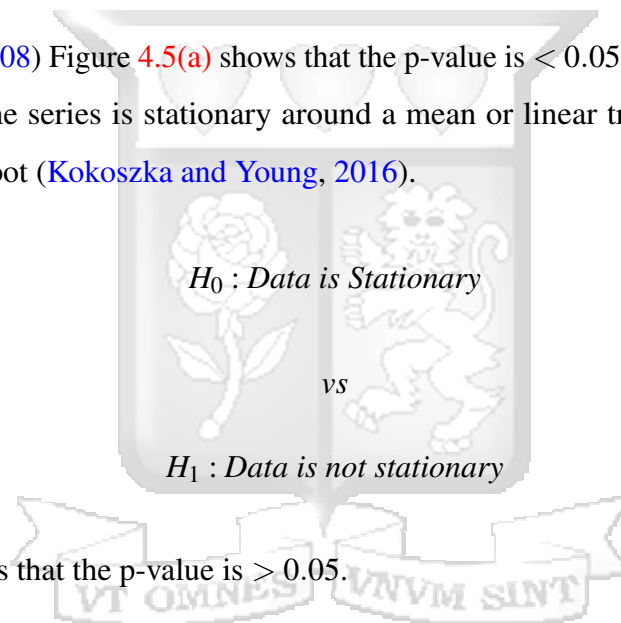 08) Figure 4.5(a) shows that the p-value is < 0.05
ne series is stationary around a mean or linear tr
oot (Kokoszka and Young, 2016).
H₀ : Data is Stationary
vs
H₁ : Data is not stationary
s that the p-value is > 0.05.
VT OMNES VNVM SINT